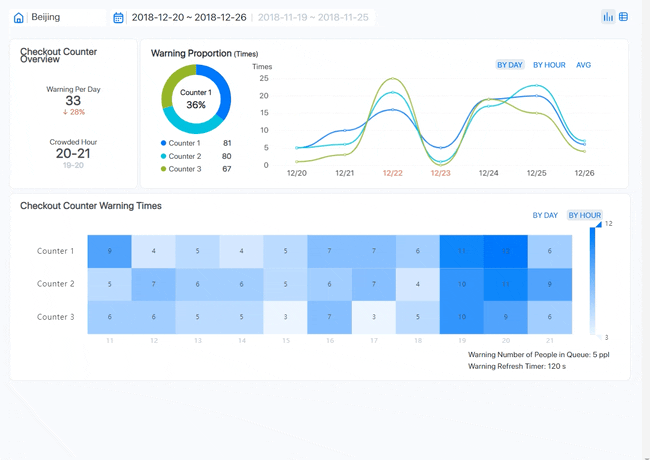 Beijing
2018-12-20 ~ 2018-12-26 | 2018-11-19 ~ 2018-11-25
Checkout Counter
Overview
Warning Per Day
33
↓ 28%
Crowded Hour
20-21
19-20
Warning Proportion (Times)
Counter 1
36%
Counter 1 81
Counter 2 80
Counter 3 67
BY DAY BY HOUR AVG
Times
25
20
15
10
5
0
12/20 12/21 12/22 12/23 12/24 12/25 12/26
Checkout Counter Warning Times
BY DAY BY HOUR
12
Counter 1 9 4 5 4 5 7 7 6 11 6
Counter 2 5 7 6 6 5 6 7 4 10 11 9
Counter 3 6 6 5 5 3 7 3 5 10 9 6
3
11 12 13 14 15 16 17 18 19 20 21
Warning Number of People in Queue: 5 ppl
Warning Refresh Timer: 120 s